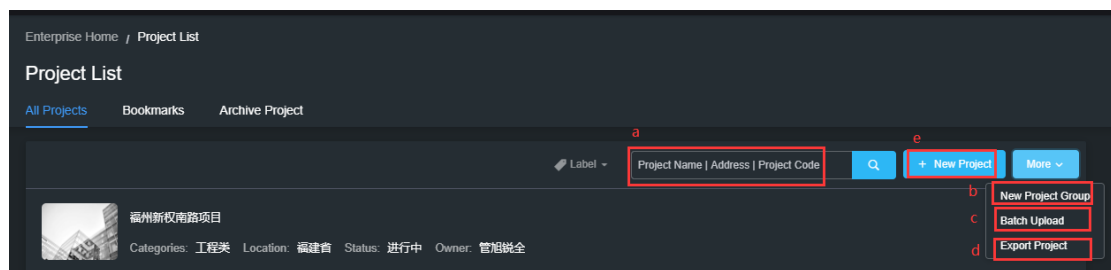 Enterprise Home / Project List
Project List
All Projects Bookmarks Archive Project
a e
Label Project Name | Address | Project Code + New Project More
b New Project Group
c Batch Upload
d Export Project
福州新权南路项目
Categories: 工程类 Location: 福建省 Status: 进行中 Owner: 管旭锐全